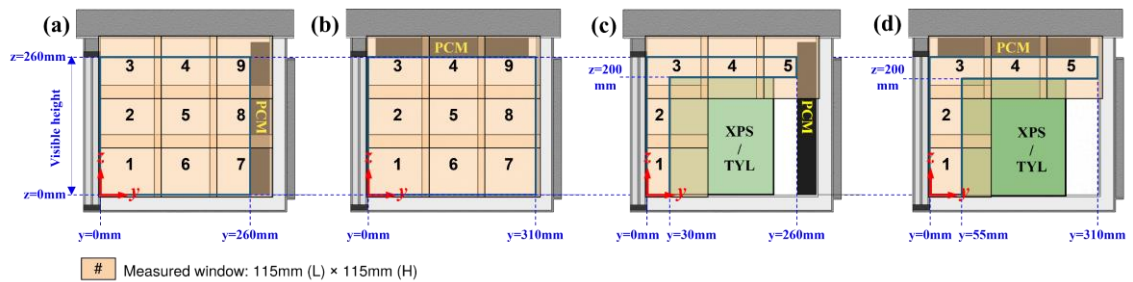 (a)
z=260mm
Visible height
z=0mm
3 4 9
2 5 8
1 6 7
PCM
z
y
y=0mm
y=260mm
(b)
PCM
3 4 9
2 5 8
1 6 7
z
y
y=0mm
y=310mm
(c)
z=200
mm
3 4 5
2
1
XPS
/
TYL
PCM
z
y
y=0mm
y=30mm
y=260mm
(d)
PCM
z=200
mm
3 4 5
2
1
XPS
/
TYL
z
y
y=0mm
y=55mm
y=310mm
# Measured window: 115mm (L) × 115mm (H)